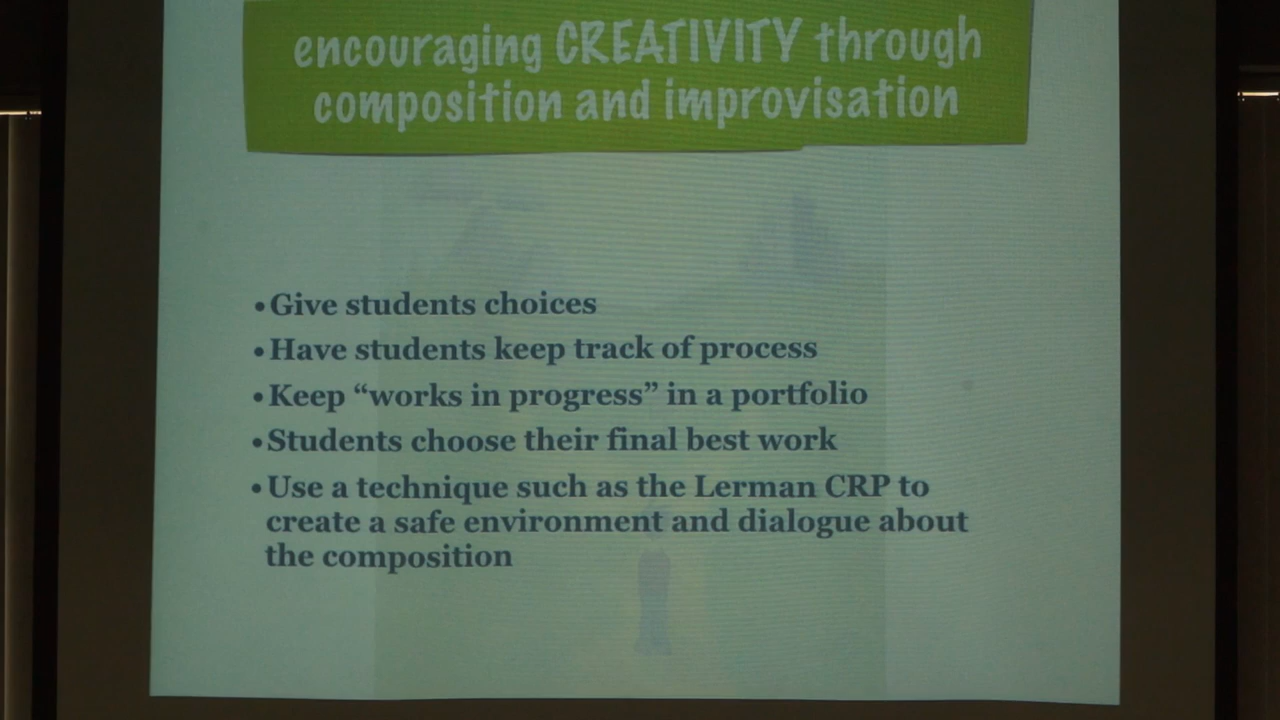 encouraging CREATIVITY through
composition and improvisation
•Give students choices
•Have students keep track of process
•Keep “works in progress” in a portfolio
•Students choose their final best work
•Use a technique such as the Lerman CRP to
create a safe environment and dialogue about
the composition